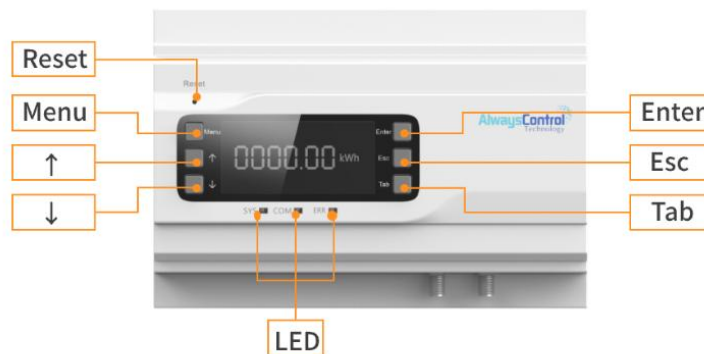 Reset
Reset
Menu
Menu
Enter
Enter
AlwaysControl
Technology
↑
↑
0000.00 kWh
Esc
Esc
↓
↓
Tab
Tab
SYS
COM
ERR
LED